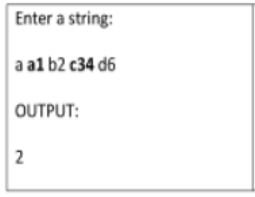 Enter a string:
a a1 b2 c34 d6
OUTPUT:
2